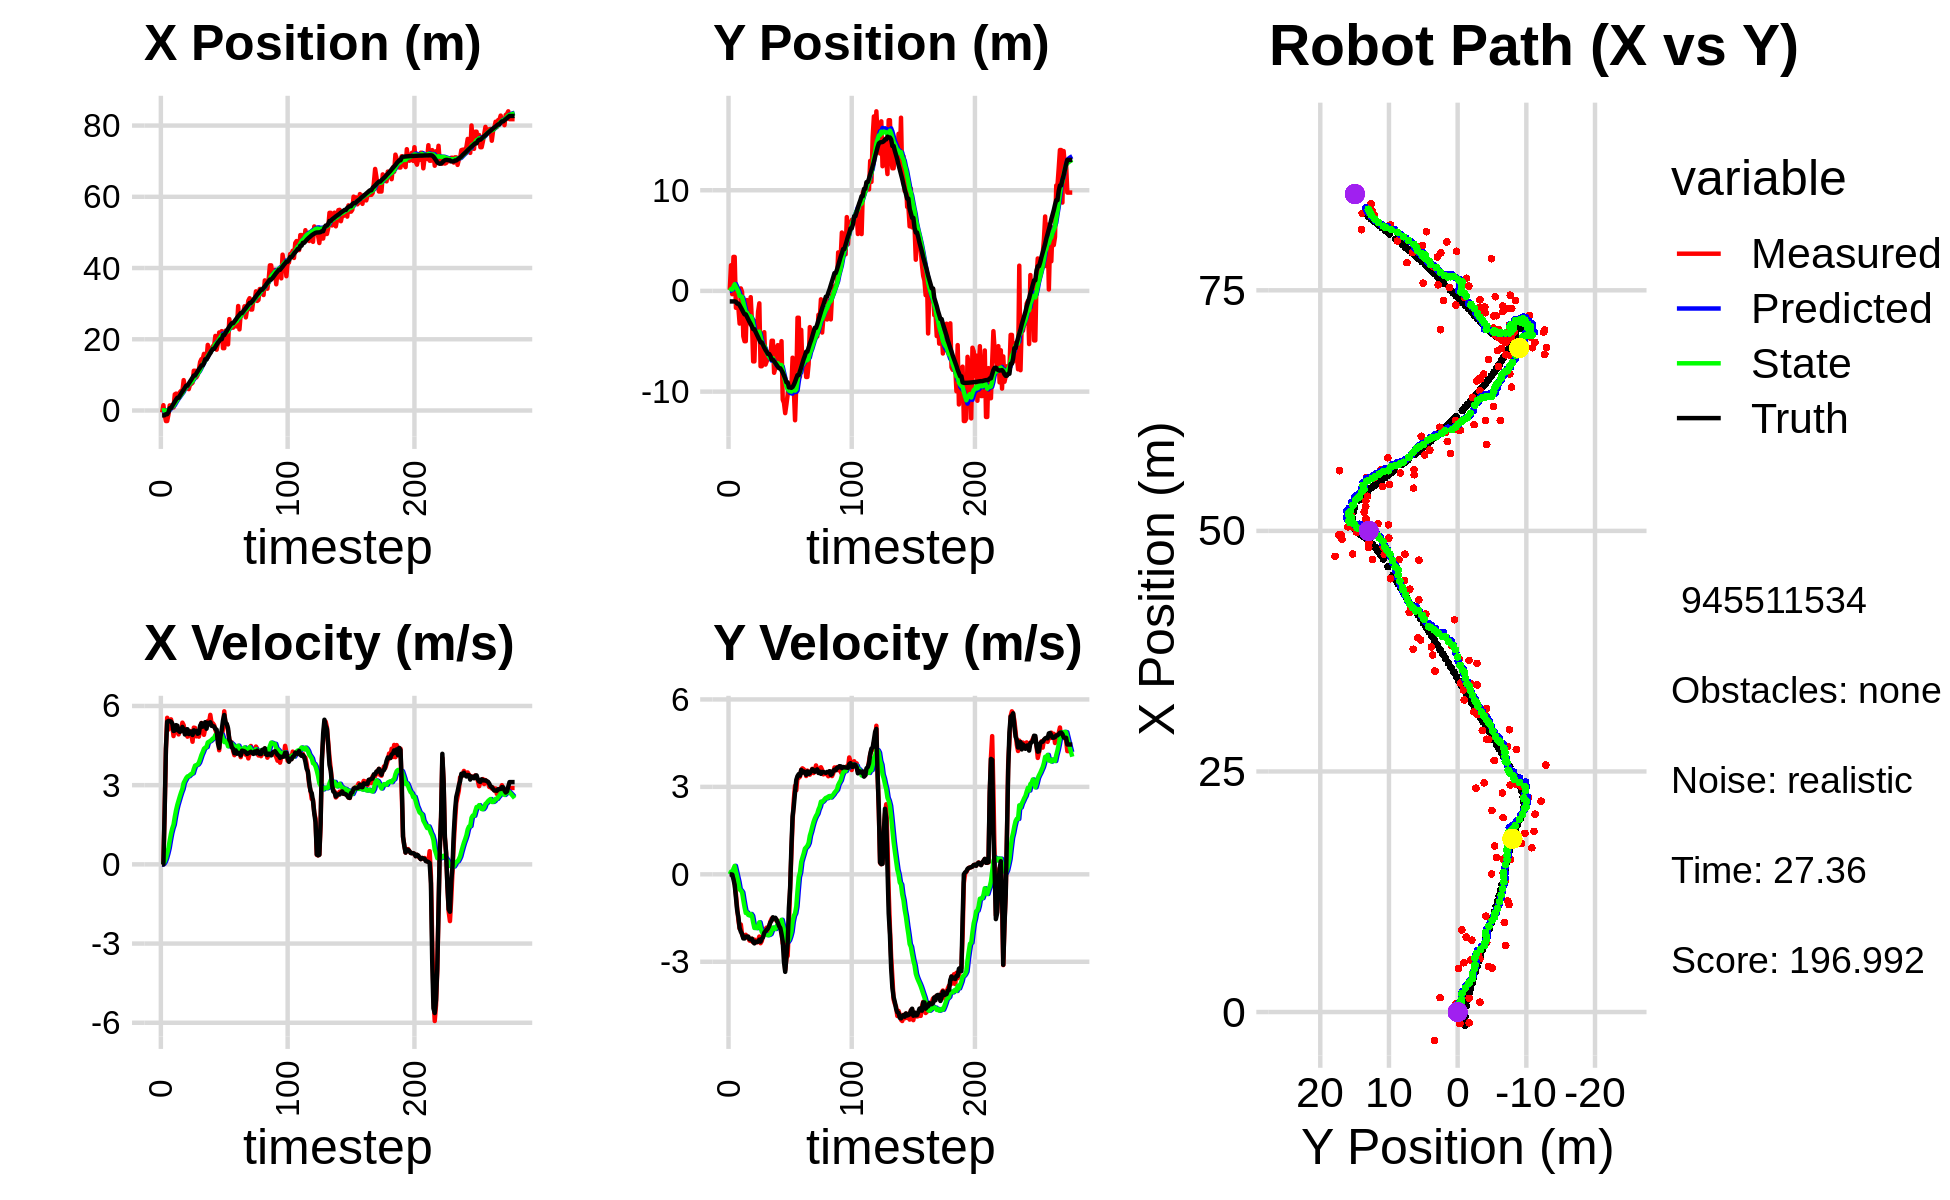 X Position (m)
80
60
40
20
0
0
100
200
timestep
Y Position (m)
10
0
-10
0
100
200
timestep
X Velocity (m/s)
6
3
0
-3
-6
0
100
200
timestep
Y Velocity (m/s)
6
3
0
-3
0
100
200
timestep
Robot Path (X vs Y)
X Position (m)
75
50
25
0
20
10
0
-10
-20
Y Position (m)
variable
Measured
Predicted
State
Truth
945511534
Obstacles: none
Noise: realistic
Time: 27.36
Score: 196.992